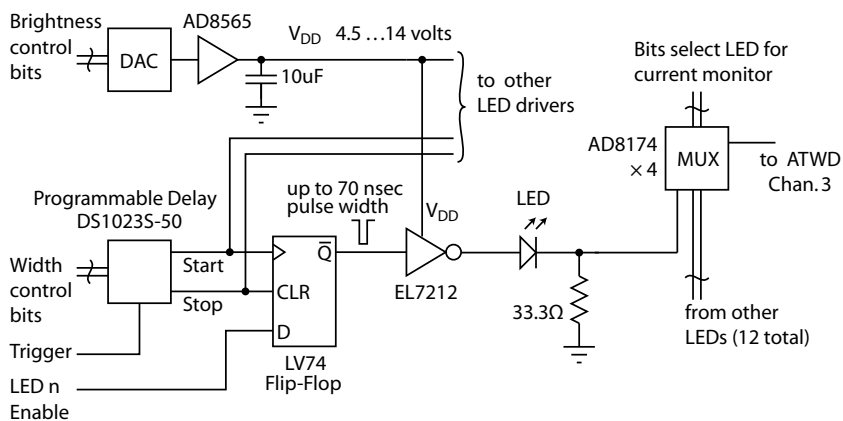 Brightness
control
bits
DAC
AD8565
V_DD 4.5 …14 volts
10uF
to other
LED drivers
Bits select LED for
current monitor
AD8174
× 4
MUX
to ATWD
Chan. 3
Programmable Delay
DS1023S-50
up to 70 nsec
pulse width
V_DD
LED
Width
control
bits
Start
Stop
Q̅
CLR
D
EL7212
33.3Ω
from other
LEDs (12 total)
Trigger
LED n
Enable
LV74
Flip-Flop